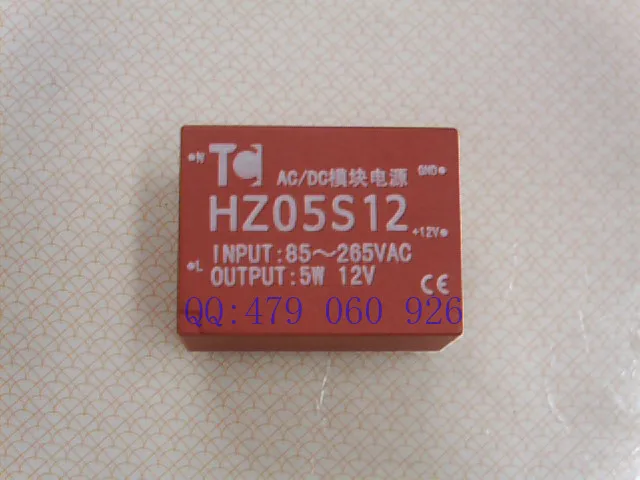 N TC AC/DC模块电源 GND
HZ05S12 +12V
INPUT:85~265VAC
L
OUTPUT:5W 12V CE
QQ:479 060 926